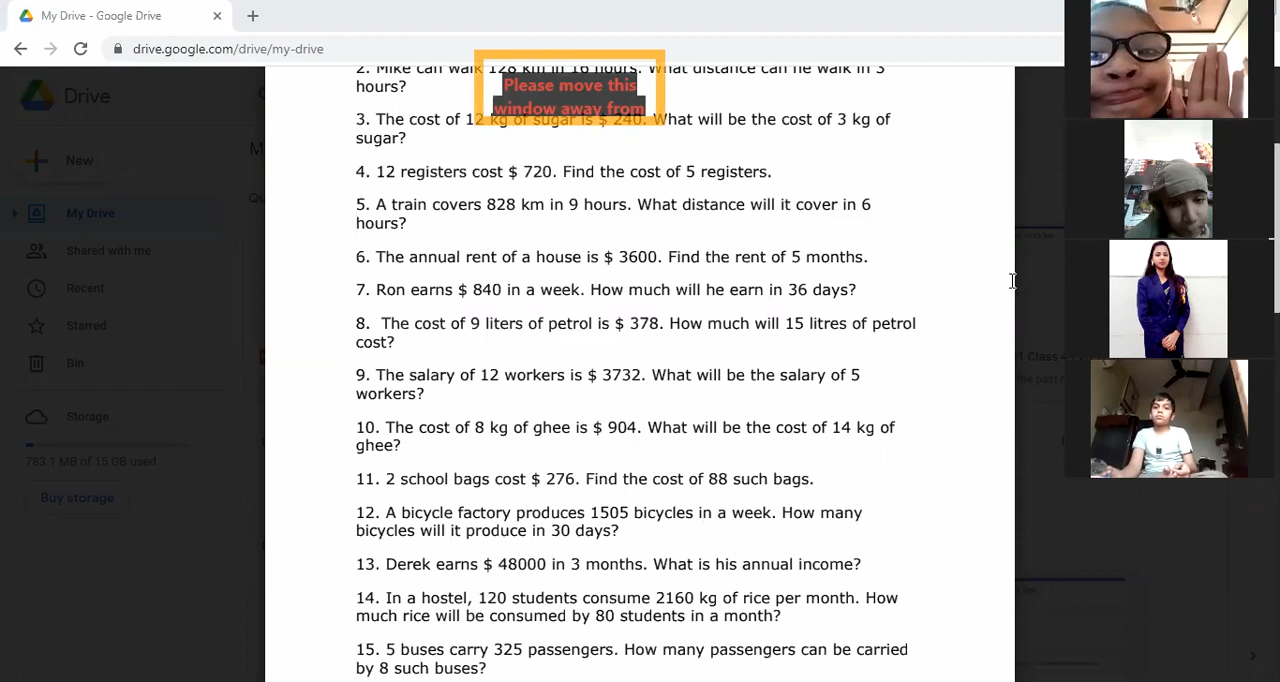 My Drive - Google Drive
drive.google.com/drive/my-drive
Drive
New
My Drive
Shared with me
Recent
Starred
Bin
Storage
783.1 MB of 15 GB used
Buy storage
2. Mike can walk 128 km in 16 hours. What distance can he walk in 3
hours?
Please move this
window away from
3. The cost of 12 kg of sugar is $ 240. What will be the cost of 3 kg of
sugar?
4. 12 registers cost $ 720. Find the cost of 5 registers.
5. A train covers 828 km in 9 hours. What distance will it cover in 6
hours?
6. The annual rent of a house is $ 3600. Find the rent of 5 months.
7. Ron earns $ 840 in a week. How much will he earn in 36 days?
8. The cost of 9 liters of petrol is $ 378. How much will 15 litres of petrol
cost?
9. The salary of 12 workers is $ 3732. What will be the salary of 5
workers?
10. The cost of 8 kg of ghee is $ 904. What will be the cost of 14 kg of
ghee?
11. 2 school bags cost $ 276. Find the cost of 88 such bags.
12. A bicycle factory produces 1505 bicycles in a week. How many
bicycles will it produce in 30 days?
13. Derek earns $ 48000 in 3 months. What is his annual income?
14. In a hostel, 120 students consume 2160 kg of rice per month. How
much rice will be consumed by 80 students in a month?
15. 5 buses carry 325 passengers. How many passengers can be carried
by 8 such buses?